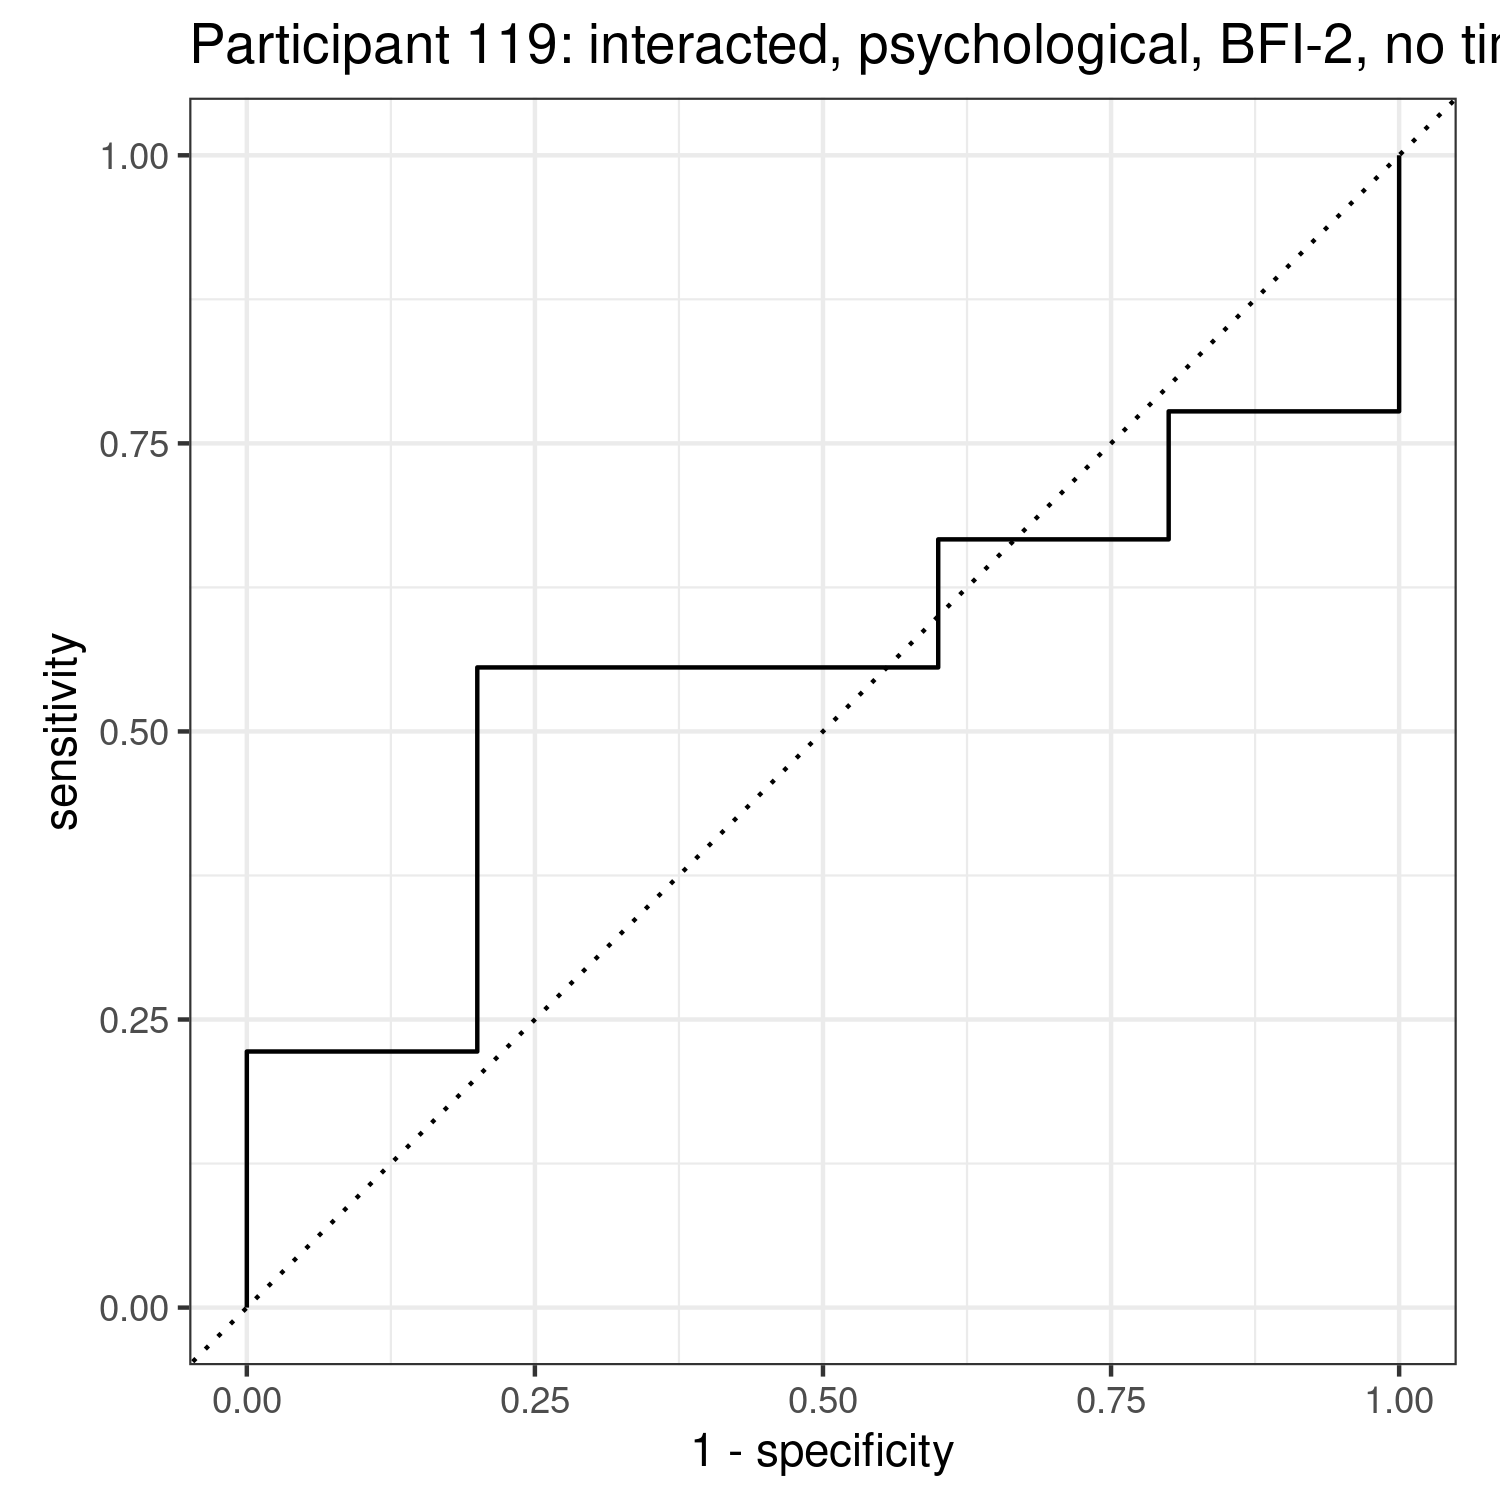 Participant 119: interacted, psychological, BFI-2, no
1.00
0.75
0.50
0.25
0.00
sensitivity
0.00 0.25 0.50 0.75 1.00
1 - specificity